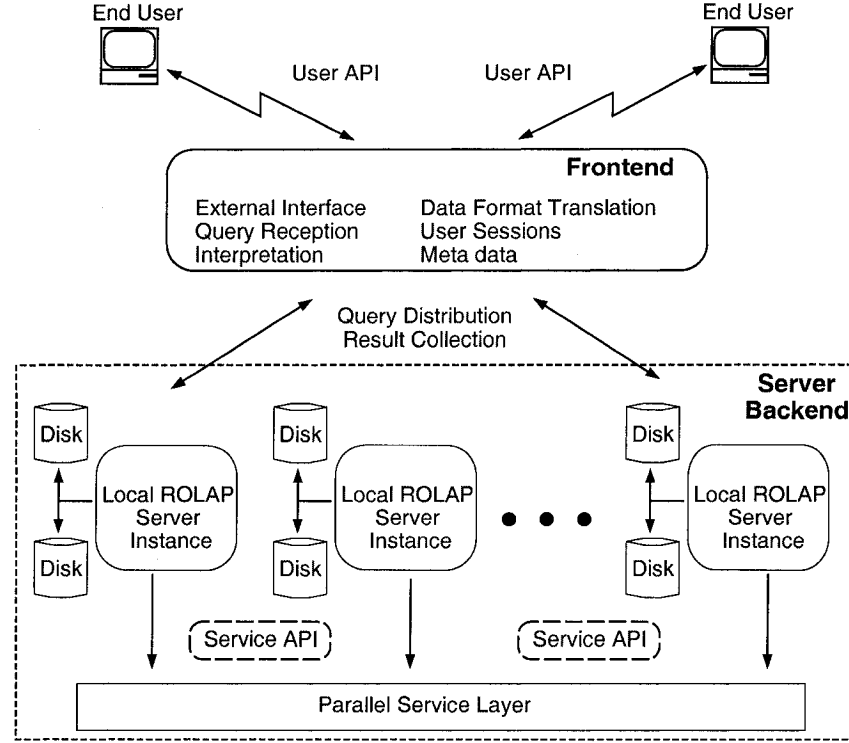 End User
End User
User API
User API
Frontend
External Interface
Data Format Translation
Query Reception
User Sessions
Interpretation
Meta data
Query Distribution
Result Collection
Server
Backend
Disk
Disk
Disk
Local ROLAP
Server
Instance
Local ROLAP
Server
Instance
Local ROLAP
Server
Instance
Disk
Disk
Disk
Service API
Service API
Parallel Service Layer